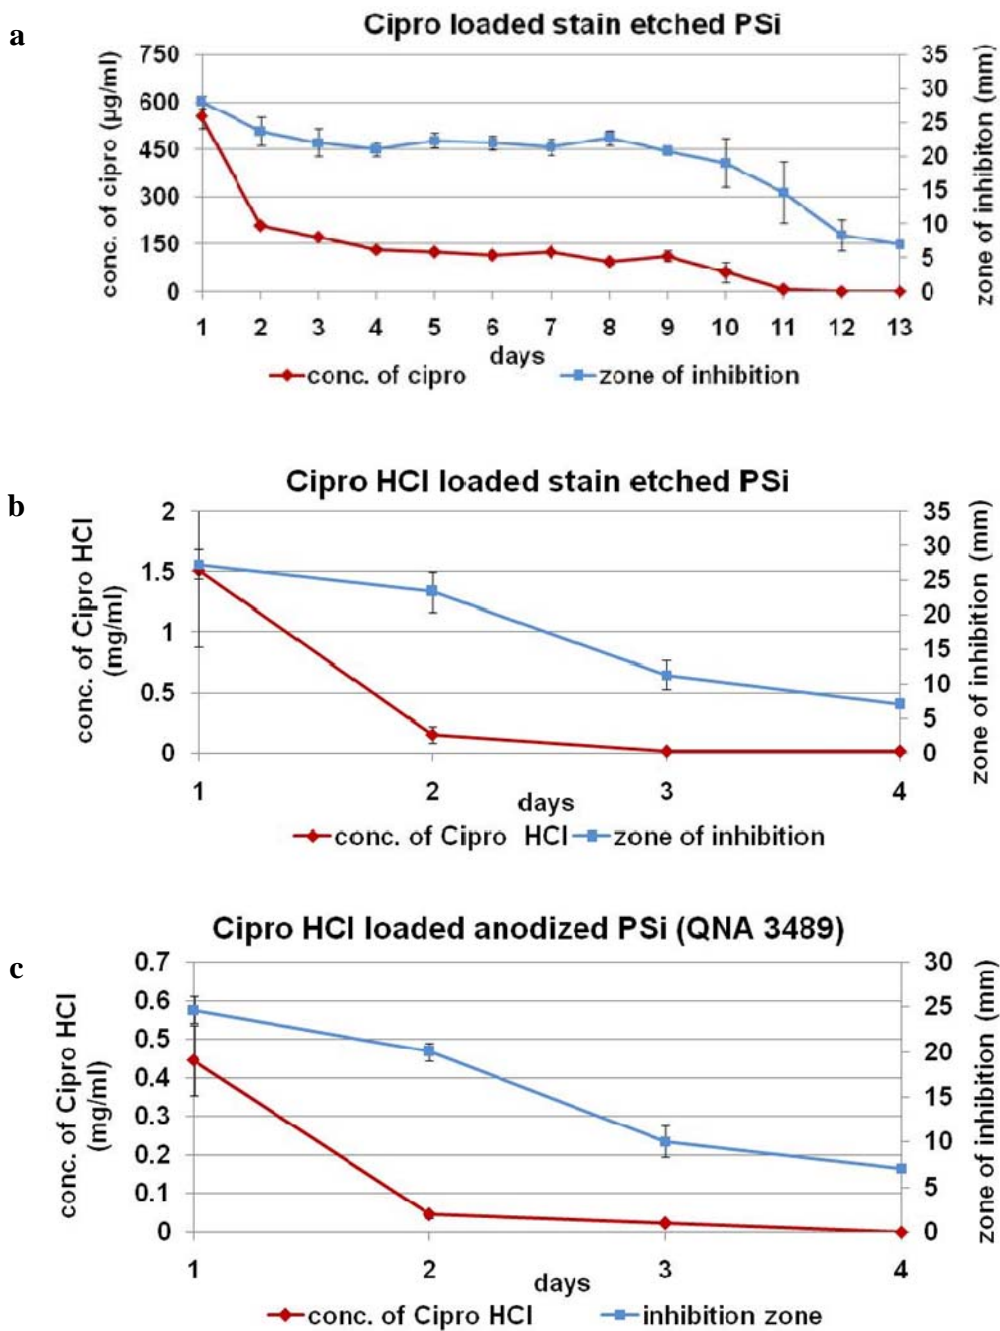 a
Cipro loaded stain etched PSi
conc. of cipro (µg/ml)
750
600
450
300
150
0
35
30
25
20
15
10
5
0
zone of inhibiton (mm)
1 2 3 4 5 6 7 8 9 10 11 12 13
days
conc. of cipro zone of inhibition
b
Cipro HCl loaded stain etched PSi
conc. of Cipro HCl
(mg/ml)
2
1.5
1
0.5
0
35
30
25
20
15
10
5
0
zone of inhibition (mm)
1 2 3 4
days
conc. of Cipro HCl zone of inhibition
c
Cipro HCl loaded anodized PSi (QNA 3489)
conc. of Cipro HCl
(mg/ml)
0.7
0.6
0.5
0.4
0.3
0.2
0.1
0
30
25
20
15
10
5
0
zone of inhibition (mm)
1 2 3 4
days
conc. of Cipro HCl inhibition zone